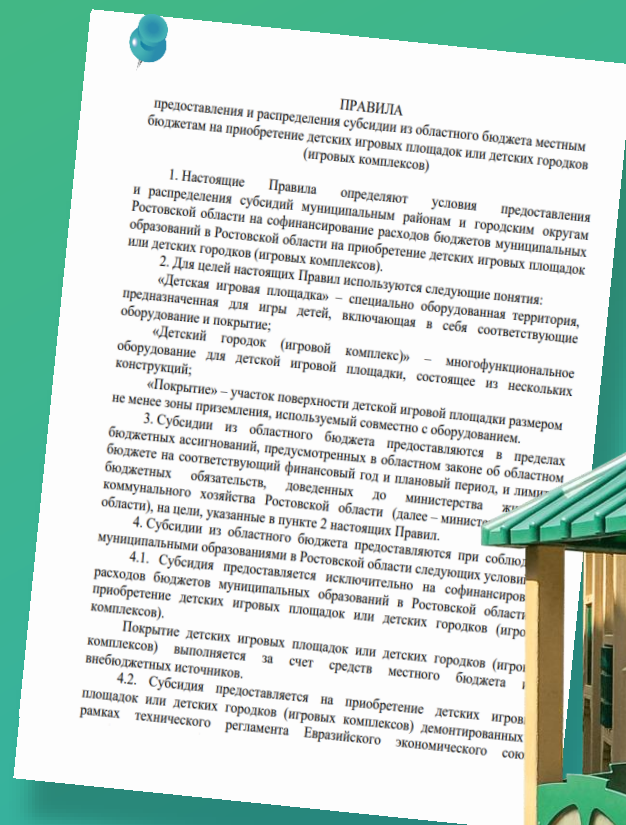 ПРАВИЛА
предоставления и распределения субсидии из областного бюджета местным
бюджетам на приобретение детских игровых площадок или детских городков
(игровых комплексов)
1. Настоящие Правила определяют условия предоставления
и распределения субсидий муниципальным районам и городским округам
Ростовской области на софинансирование расходов бюджетов муниципальных
образований в Ростовской области на приобретение детских игровых площадок
или детских городков (игровых комплексов).
2. Для целей настоящих Правил используются следующие понятия:
«Детская игровая площадка» – специально оборудованная территория,
предназначенная для игры детей, включающая в себя соответствующие
оборудование и покрытие;
«Детский городок (игровой комплекс)» – многофункциональное
оборудование для детской игровой площадки, состоящее из нескольких
конструкций;
«Покрытие» – участок поверхности детской игровой площадки размером
не менее зоны приземления, используемый совместно с оборудованием.
3. Субсидии из областного бюджета предоставляются в пределах
бюджетных ассигнований, предусмотренных в областном законе об областном
бюджете на соответствующий финансовый год и плановый период, и
бюджетных обязательств, доведенных до министерства
коммунального хозяйства Ростовской области (далее –
области), на цели, указанные в пункте 2 настоящих Правил.
4. Субсидии из областного бюджета предоставляются при
муниципальными образованиями в Ростовской области следующих
4.1. Субсидия предоставляется исключительно на
расходов бюджетов муниципальных образований в Ростовской
приобретение детских игровых площадок или детских городков
комплексов).
Покрытие детских игровых площадок или детских городков
комплексов) выполняется за счет средств местного бюджета
внебюджетных источников.
4.2. Субсидия предоставляется на приобретение детских
площадок или детских городков (игровых комплексов) демонтированных
рамках технического регламента Евразийского экономического